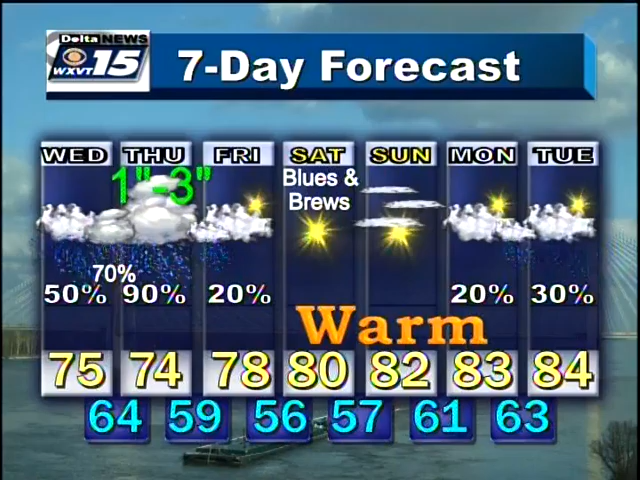 Delta NEWS
WXVT 15
7-Day Forecast
WED THU FRI SAT SUN MON TUE
1"-3"
Blues &
Brews
70%
50% 90% 20% 20% 30%
Warm
75 74 78 80 82 83 84
64 59 56 57 61 63